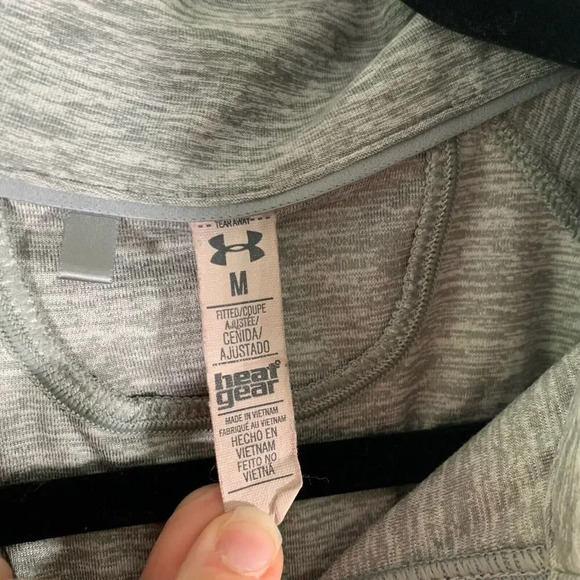 TEAR AWAY
M
FITTED/COUPE
AJUSTÉE/
CEÑIDA/
AJUSTADO
heat
gear
MADE IN VIETNAM
FABRIQUÉ AU VIETNAM
HECHO EN
VIETNAM
FEITO NO
VIETNÃ